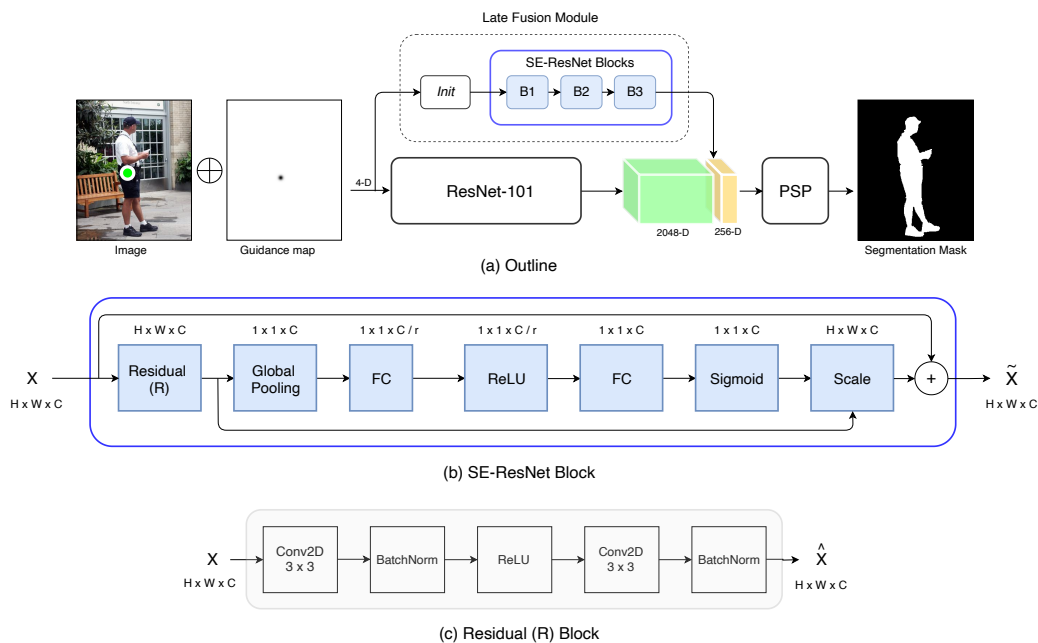 Late Fusion Module
SE-ResNet Blocks
Init
B1
B2
B3
4-D
ResNet-101
PSP
2048-D
256-D
Image
Guidance map
Segmentation Mask
(a) Outline
H x W x C
1 x 1 x C
1 x 1 x C / r
1 x 1 x C / r
1 x 1 x C
1 x 1 x C
H x W x C
X
H x W x C
Residual
(R)
Global
Pooling
FC
ReLU
FC
Sigmoid
Scale
+
X̃
H x W x C
(b) SE-ResNet Block
X
H x W x C
Conv2D
3 x 3
BatchNorm
ReLU
Conv2D
3 x 3
BatchNorm
X̂
H x W x C
(c) Residual (R) Block